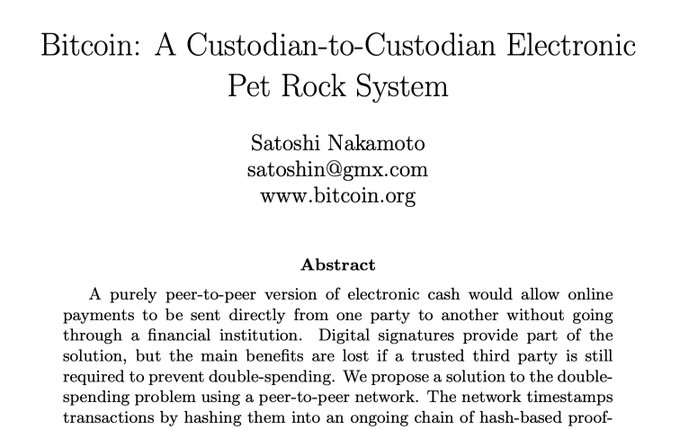 Bitcoin: A Custodian-to-Custodian Electronic
Pet Rock System
Satoshi Nakamoto
satoshin@gmx.com
www.bitcoin.org
Abstract
A purely peer-to-peer version of electronic cash would allow online
payments to be sent directly from one party to another without going
through a financial institution. Digital signatures provide part of the
solution, but the main benefits are lost if a trusted third party is still
required to prevent double-spending. We propose a solution to the double-
spending problem using a peer-to-peer network. The network timestamps
transactions by hashing them into an ongoing chain of hash-based proof-